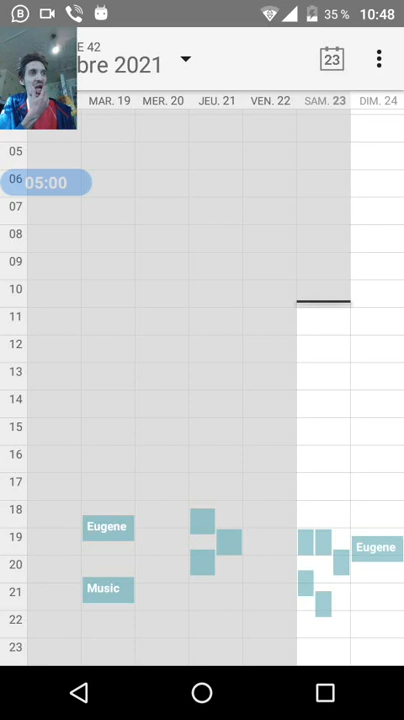 35 % 10:48
E 42
bre 2021
23
MAR. 19 MER. 20 JEU. 21 VEN. 22 SAM. 23 DIM. 24
05
06 05:00
07
08
09
10
11
12
13
14
15
16
17
18
Eugene
19
Eugene
20
21 Music
22
23